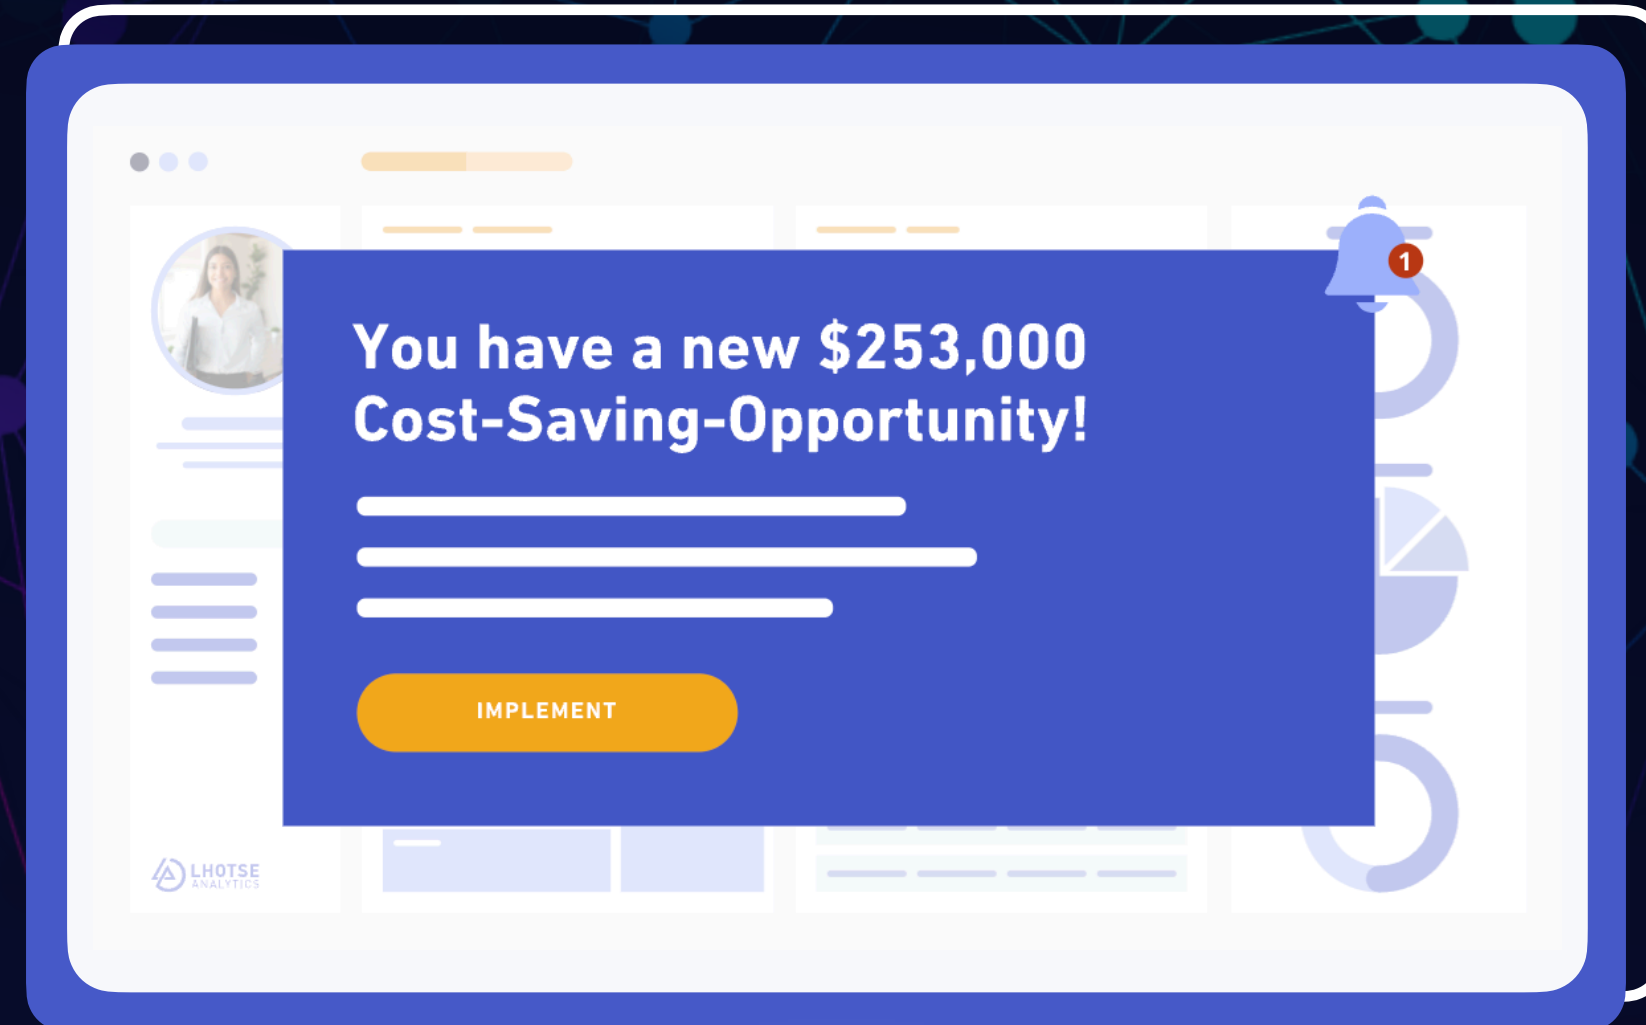 1
You have a new $253,000
Cost-Saving-Opportunity!
IMPLEMENT
LHOTSE
ANALYTICS